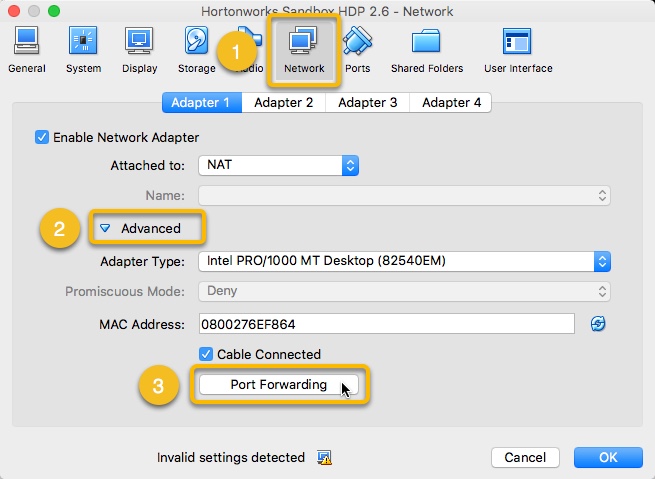 Hortonworks Sandbox HDP 2.6 - Network
1
General System Display Storage Audio Network Ports Shared Folders User Interface
Adapter 1 Adapter 2 Adapter 3 Adapter 4
Enable Network Adapter
Attached to: NAT
Name:
2 Advanced
Adapter Type: Intel PRO/1000 MT Desktop (82540EM)
Promiscuous Mode: Deny
MAC Address: 0800276EF864
Cable Connected
3 Port Forwarding
Invalid settings detected Cancel OK